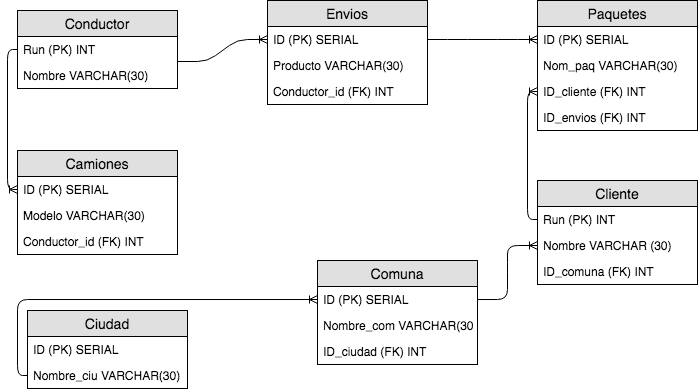 Conductor
Run (PK) INT
Nombre VARCHAR(30)
Envios
ID (PK) SERIAL
Producto VARCHAR(30)
Conductor_id (FK) INT
Paquetes
ID (PK) SERIAL
Nom_paq VARCHAR(30)
ID_cliente (FK) INT
ID_envios (FK) INT
Camiones
ID (PK) SERIAL
Modelo VARCHAR(30)
Conductor_id (FK) INT
Cliente
Run (PK) INT
Nombre VARCHAR (30)
ID_comuna (FK) INT
Comuna
ID (PK) SERIAL
Nombre_com VARCHAR(30
ID_ciudad (FK) INT
Ciudad
ID (PK) SERIAL
Nombre_ciu VARCHAR(30)